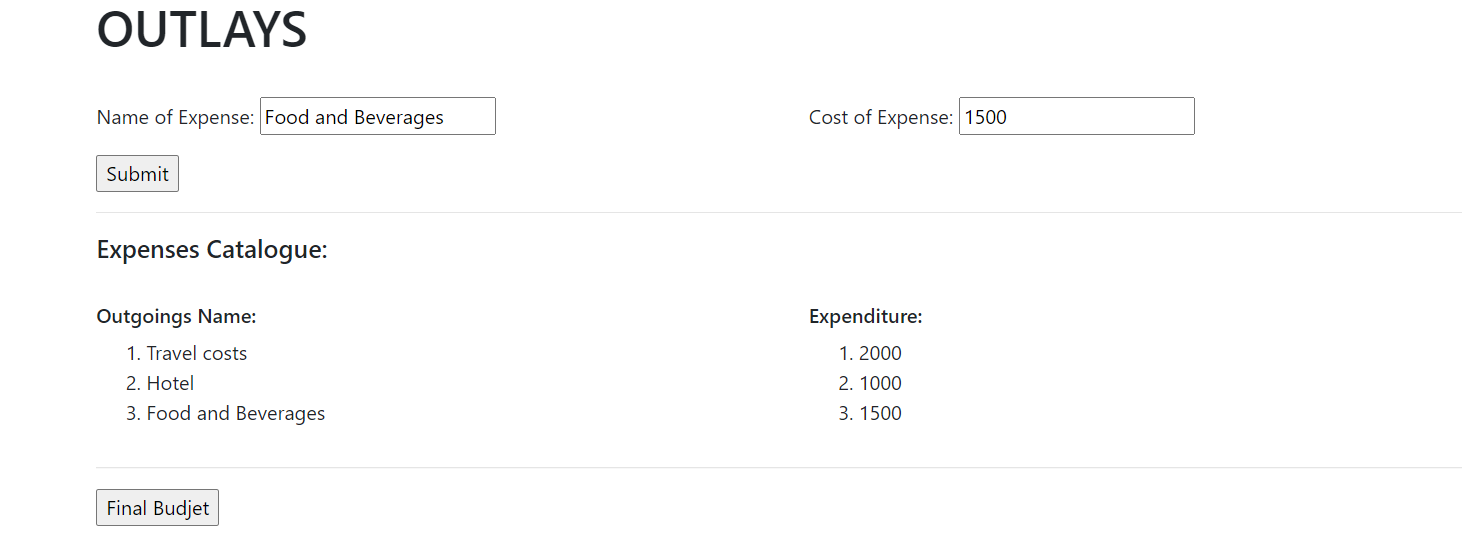 OUTLAYS
Name of Expense: Food and Beverages Cost of Expense: 1500
Submit
Expenses Catalogue:
Outgoings Name: Expenditure:
1. Travel costs 1. 2000
2. Hotel 2. 1000
3. Food and Beverages 3. 1500
Final Budjet